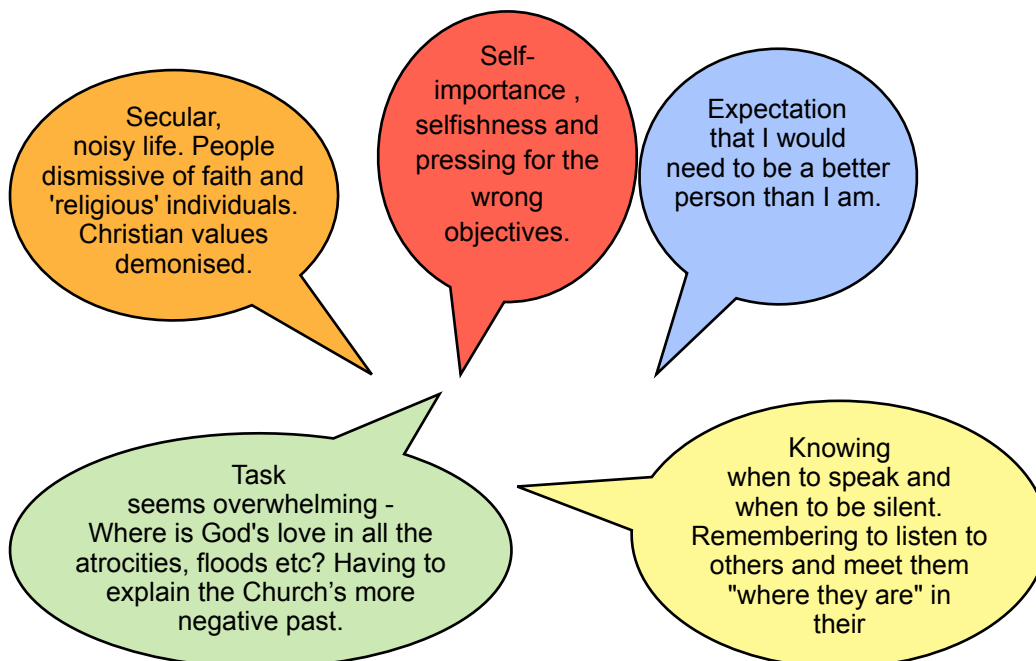 Secular,
noisy life. People
dismissive of faith and
'religious' individuals.
Christian values
demonised.
Self-
importance ,
selfishness and
pressing for the
wrong
objectives.
Expectation
that I would
need to be a better
person than I am.
Task
seems overwhelming -
Where is God's love in all the
atrocities, floods etc? Having to
explain the Church’s more
negative past.
Knowing
when to speak and
when to be silent.
Remembering to listen to
others and meet them
"where they are" in
their